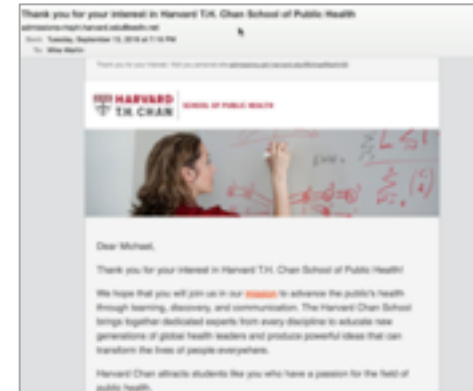 Thank you for your interest in Harvard T.H. Chan School of Public Health
Tuesday, September 13, 2016 at 7:16 PM
To: Mike Martin
HARVARD
T.H. CHAN
SCHOOL OF PUBLIC HEALTH
Dear Michael,
Thank you for your interest in Harvard T.H. Chan School of Public Health!
We hope that you will join us in our mission to advance the public's health
through learning, discovery, and communication. The Harvard Chan School
brings together dedicated experts from every discipline to educate new
generations of global health leaders and produce powerful ideas that can
transform the lives of people everywhere.
Harvard Chan attracts students like you who have a passion for the field of
public health.